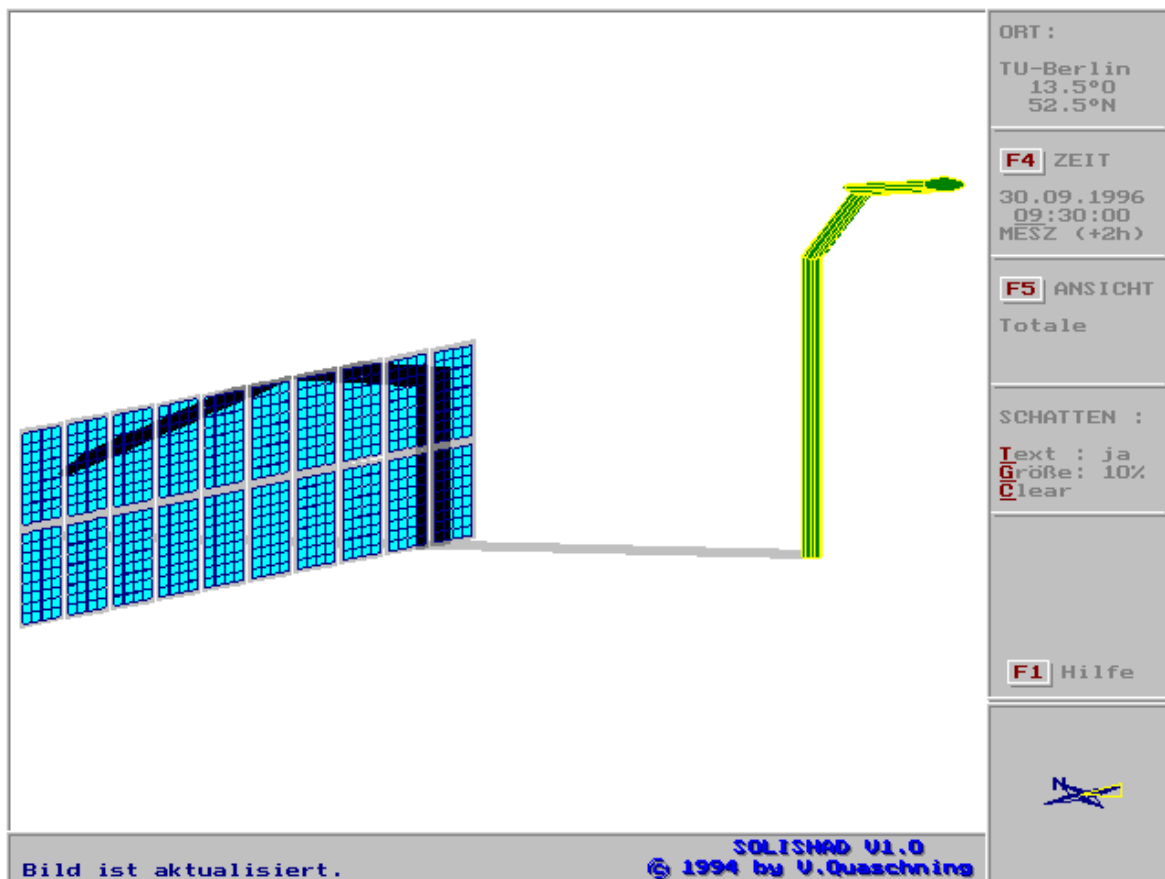 ORT:
TU-Berlin
13.5°O
52.5°N
F4 ZEIT
30.09.1996
09:30:00
MESZ (+2h)
F5 ANSICHT
Totale
SCHATTEN :
Text : ja
Größe: 10%
Clear
F1 Hilfe
N
Bild ist aktualisiert.
SOLISHAD V1.0
© 1994 by V.Quaschning